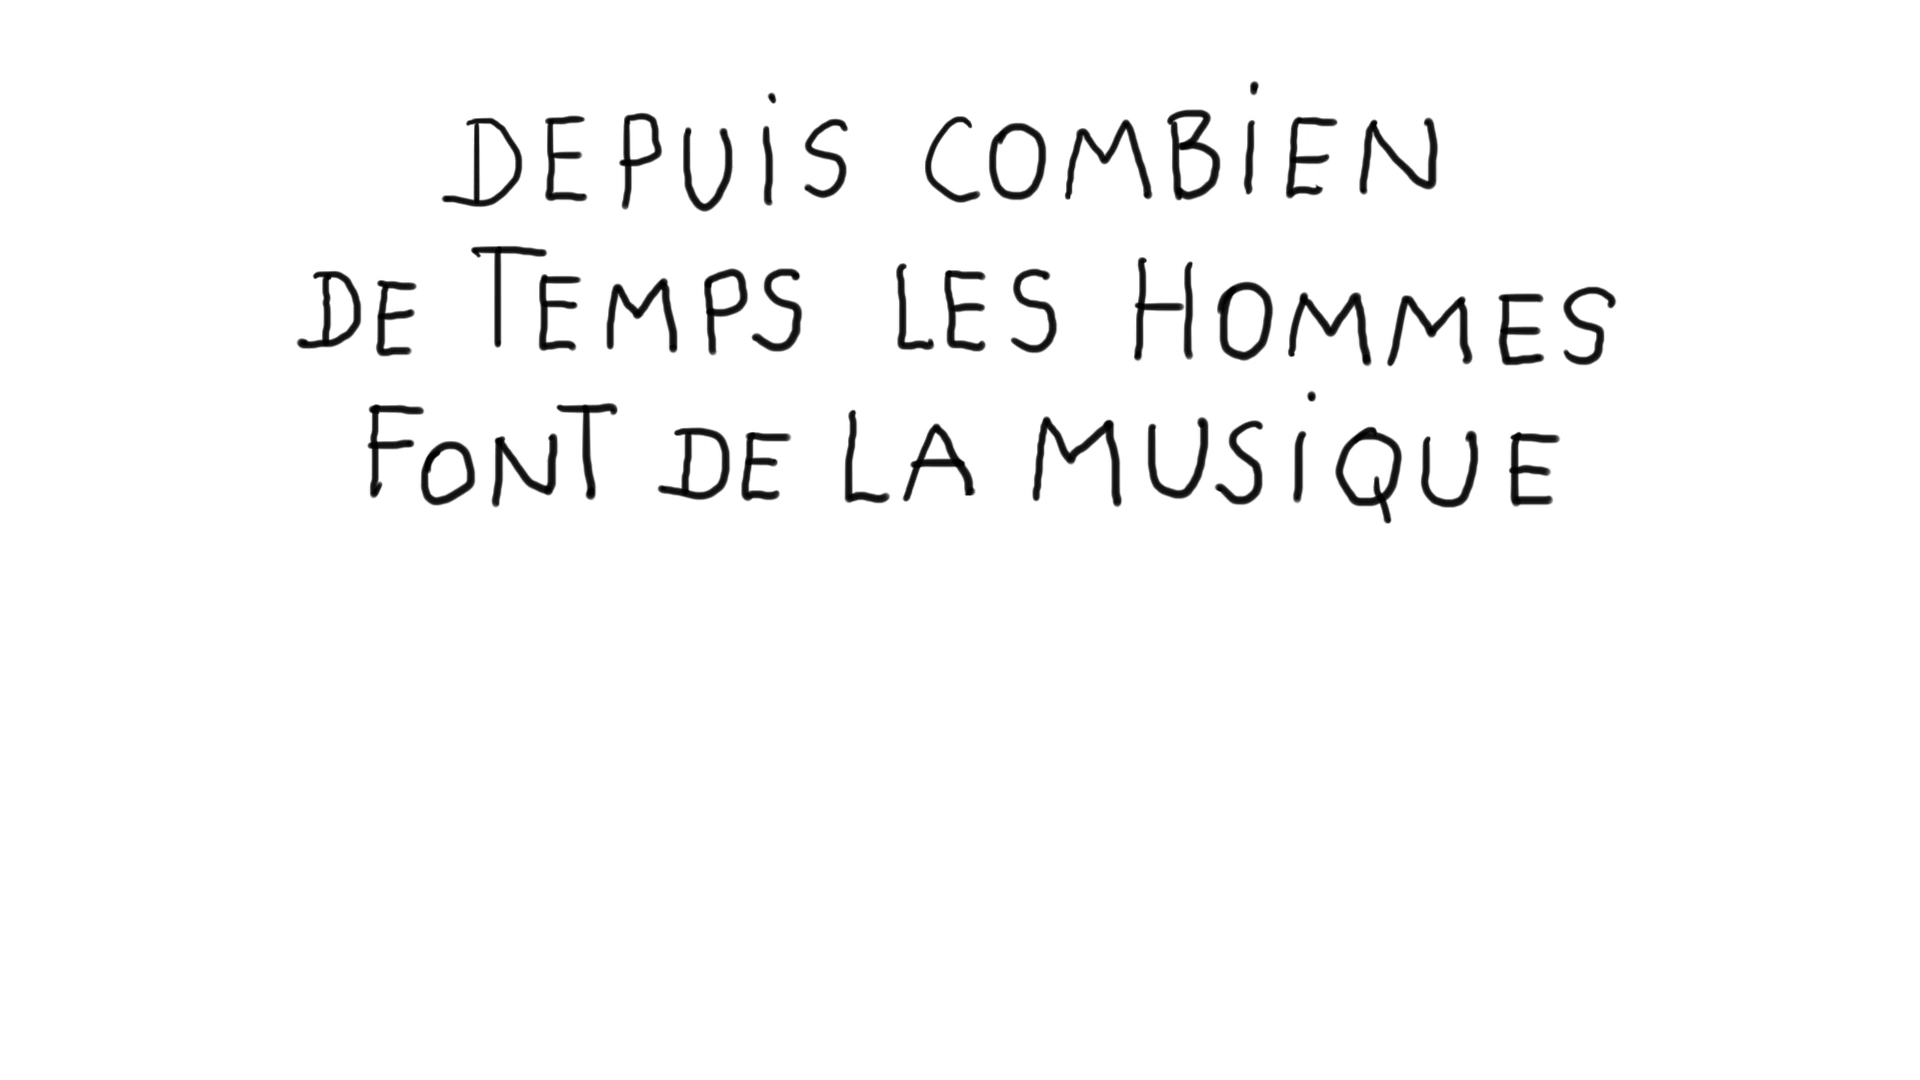 DEPUiS COMBiEN
DE TEMPS LES HOMMES
FONT DE LA MUSiQUE